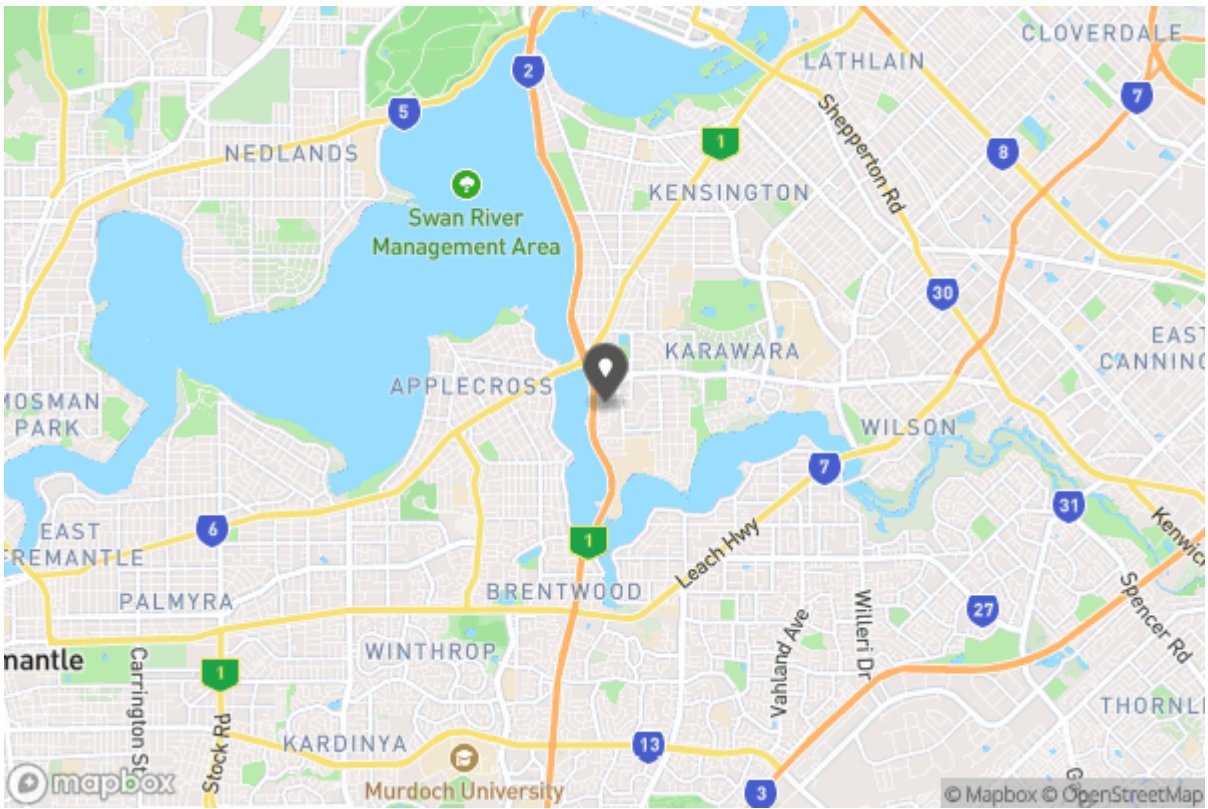 CLOVERDALE
LATHLAIN
2
7
5
Shepperton Rd
1
8
NEDLANDS
KENSINGTON
Swan River
Management Area
30
EAST
CANNING
KARAWARA
APPLECROSS
MOSMAN
PARK
WILSON
7
6
31
EAST
FREMANTLE
1
Leach Hwy
Kenwick
BRENTWOOD
PALMYRA
27
Spencer Rd
Willeri Dr
Vahland Ave
WINTHROP
mantle
Carrington St
1
Stock Rd
THORNLI
KARDINYA
13
Murdoch University
3
G
mapbox
© Mapbox © OpenStreetMap